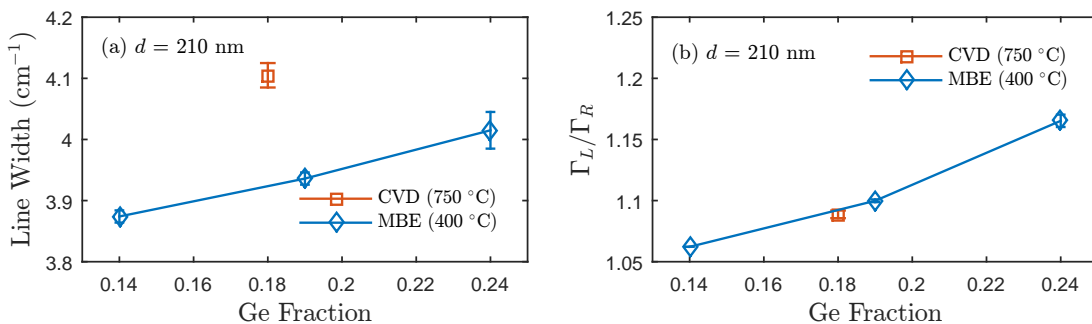 (a) d = 210 nm
Line Width (cm⁻¹)
4.2
4.1
4
3.9
3.8
CVD (750 °C)
MBE (400 °C)
0.14 0.16 0.18 0.2 0.22 0.24
Ge Fraction
(b) d = 210 nm
Γ_L/Γ_R
1.25
1.2
1.15
1.1
1.05
CVD (750 °C)
MBE (400 °C)
0.14 0.16 0.18 0.2 0.22 0.24
Ge Fraction